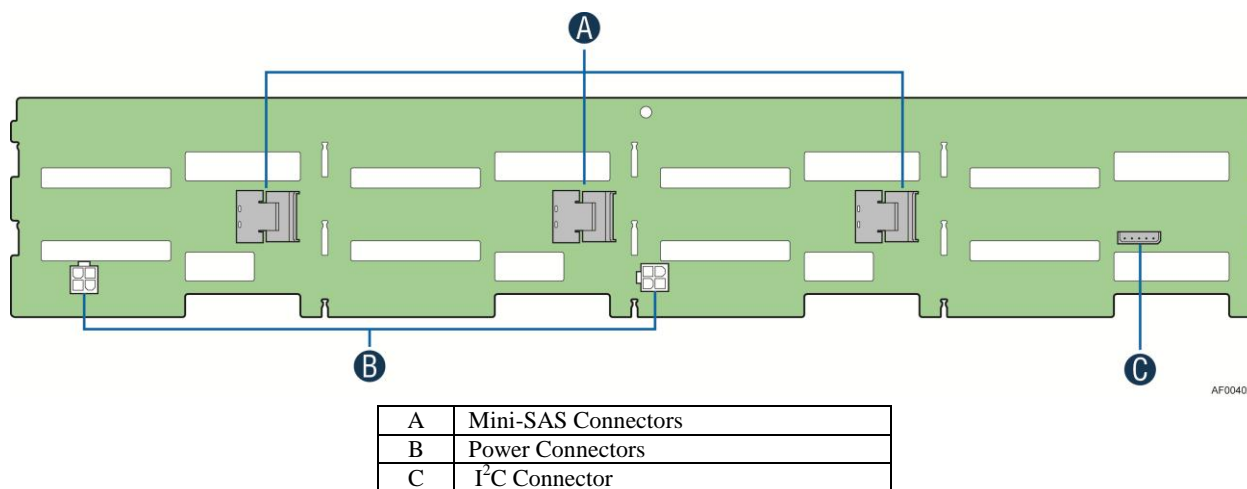 A
B
C
AF0040
A Mini-SAS Connectors
B Power Connectors
C I²C Connector